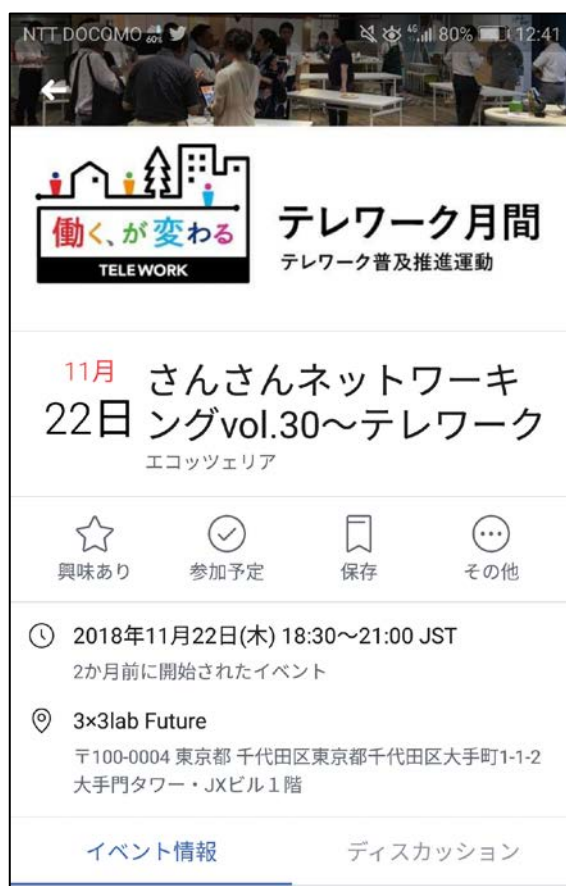 NTT DOCOMO 60% 4G 80% 12:41
働く、が変わる
TELEWORK
テレワーク月間
テレワーク普及推進運動
11月
22日
さんさんネットワーキ
ングvol.30～テレワーク
エコッツェリア
興味あり 参加予定 保存 その他
2018年11月22日(木) 18:30～21:00 JST
2か月前に開始されたイベント
3×3lab Future
〒100-0004 東京都 千代田区東京都千代田区大手町1-1-2
大手門タワー・JXビル１階
イベント情報 ディスカッション